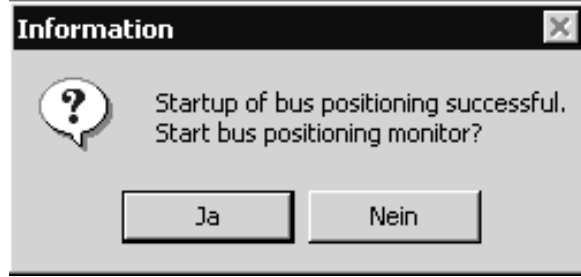 Information
Startup of bus positioning successful.
Start bus positioning monitor?
Ja
Nein